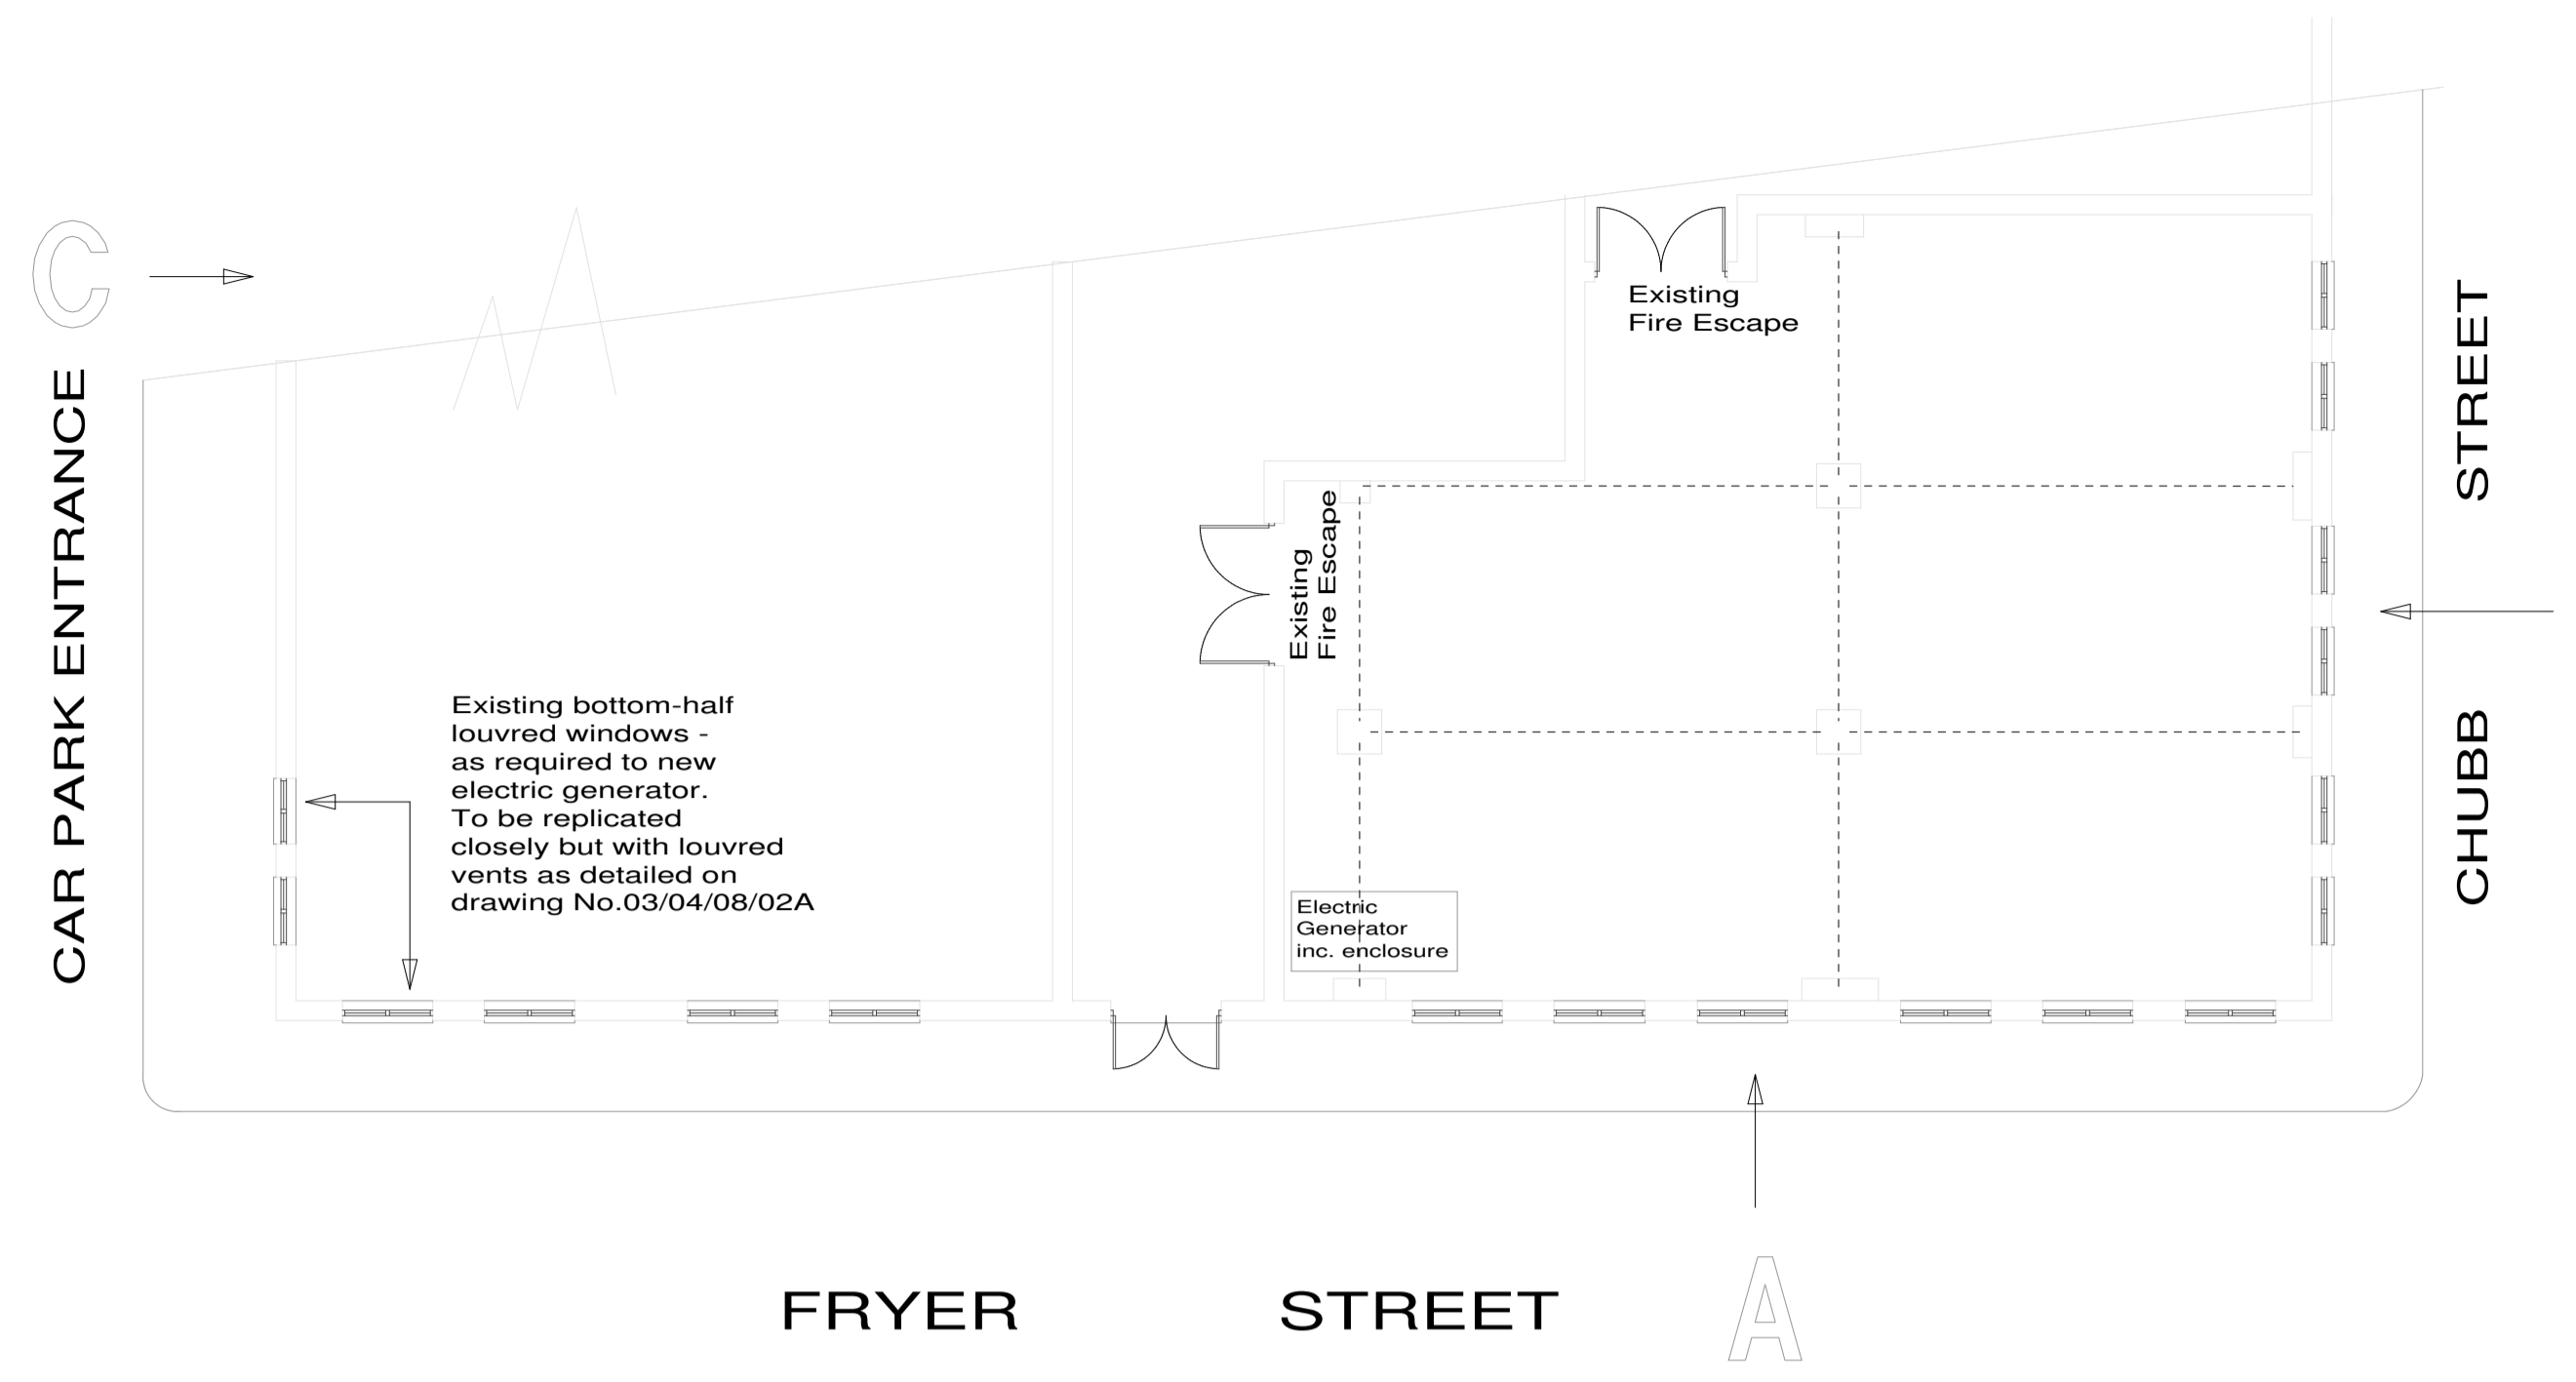 C
CAR PARK ENTRANCE
Existing
Fire Escape
Existing
Fire Escape
Existing bottom-half
louvred windows -
as required to new
electric generator.
To be replicated
closely but with louvred
vents as detailed on
drawing No.03/04/08/02A
Electric
Generator
inc. enclosure
CHUBB STREET
FRYER STREET
A